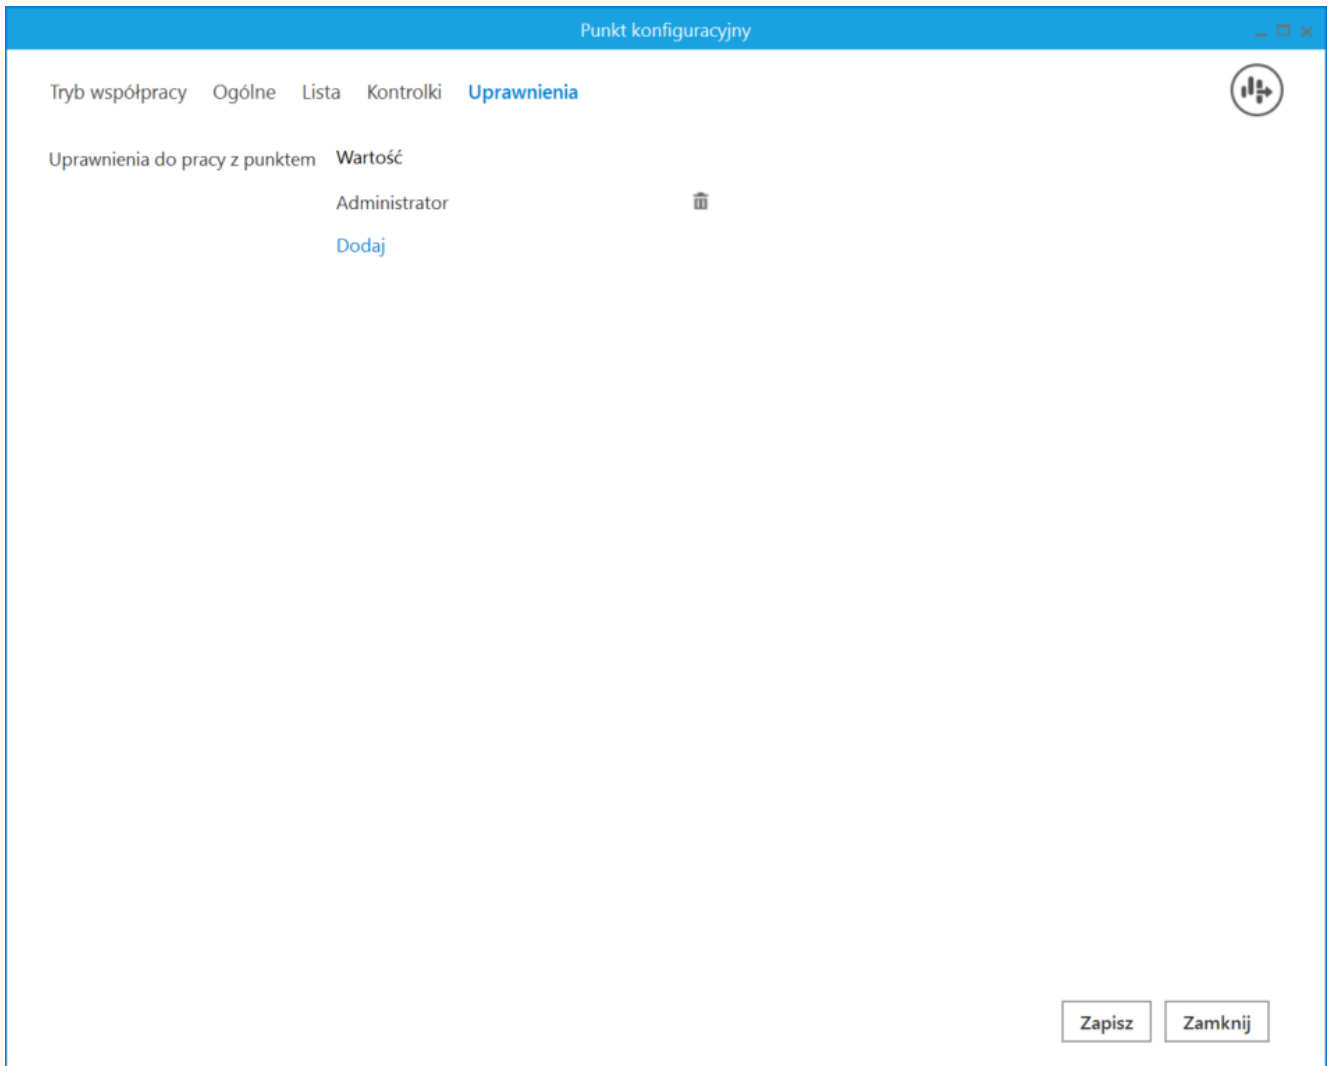 Punkt konfiguracyjny
Tryb współpracy Ogólne Lista Kontrolki Uprawnienia
Uprawnienia do pracy z punktem Wartość
Administrator
Dodaj
Zapisz Zamknij